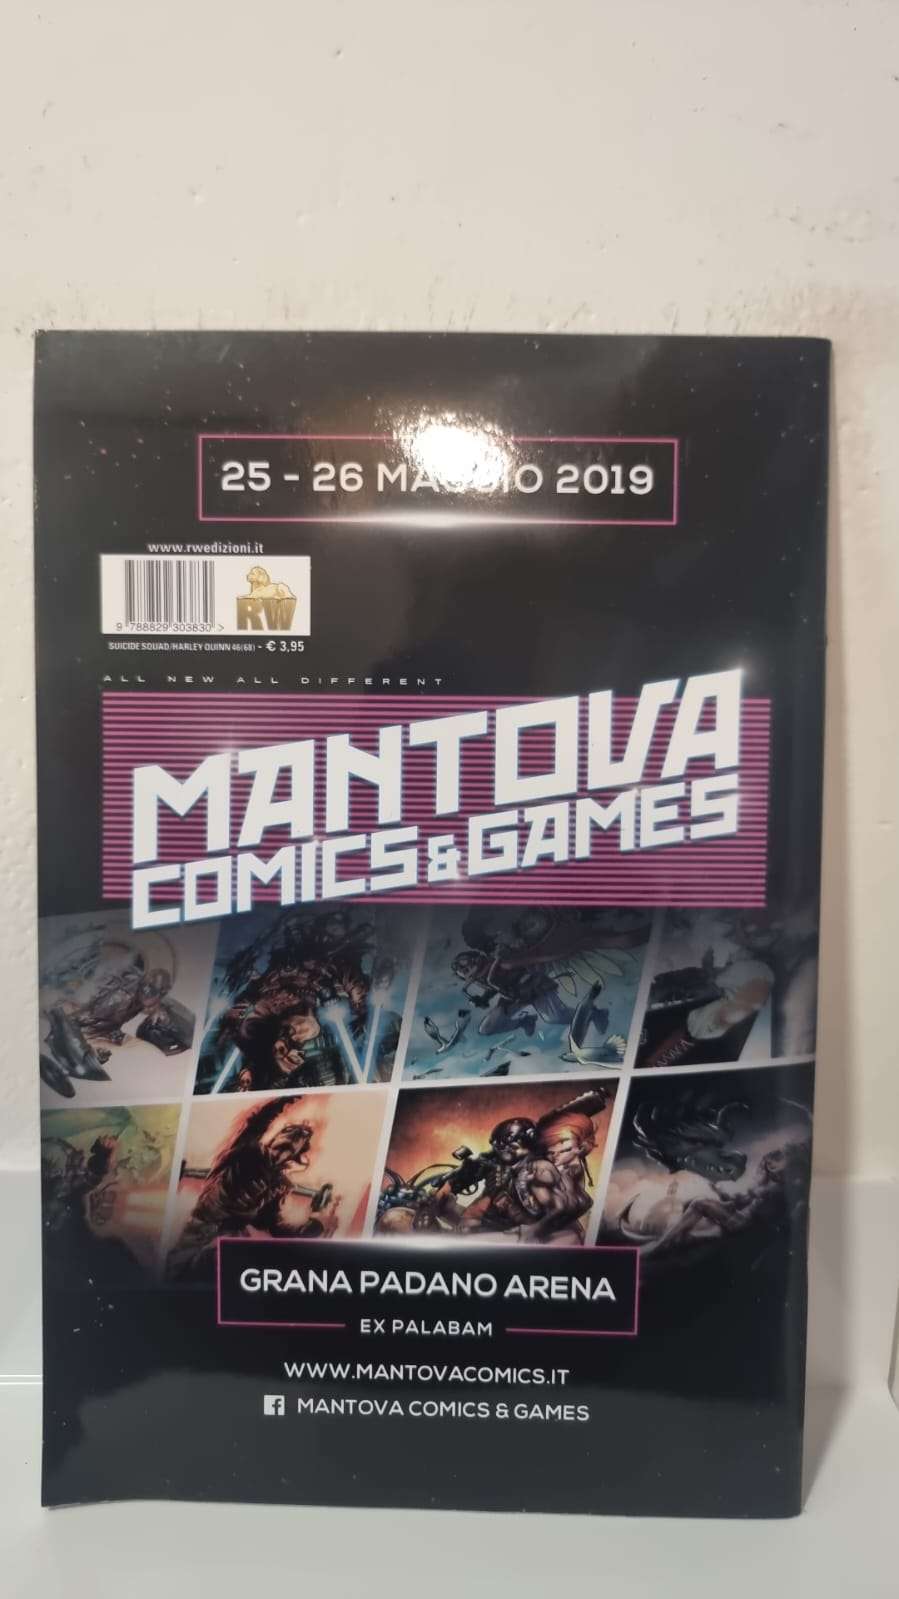 25 - 26 MAGGIO 2019
www.rwedizioni.it
9 788829 303830 >
RW
SUICIDE SQUAD/HARLEY QUINN 46(68) - € 3,95
ALL NEW ALL DIFFERENT
MANTOVA
COMICS & GAMES
GRANA PADANO ARENA
EX PALABAM
WWW.MANTOVACOMICS.IT
f MANTOVA COMICS & GAMES